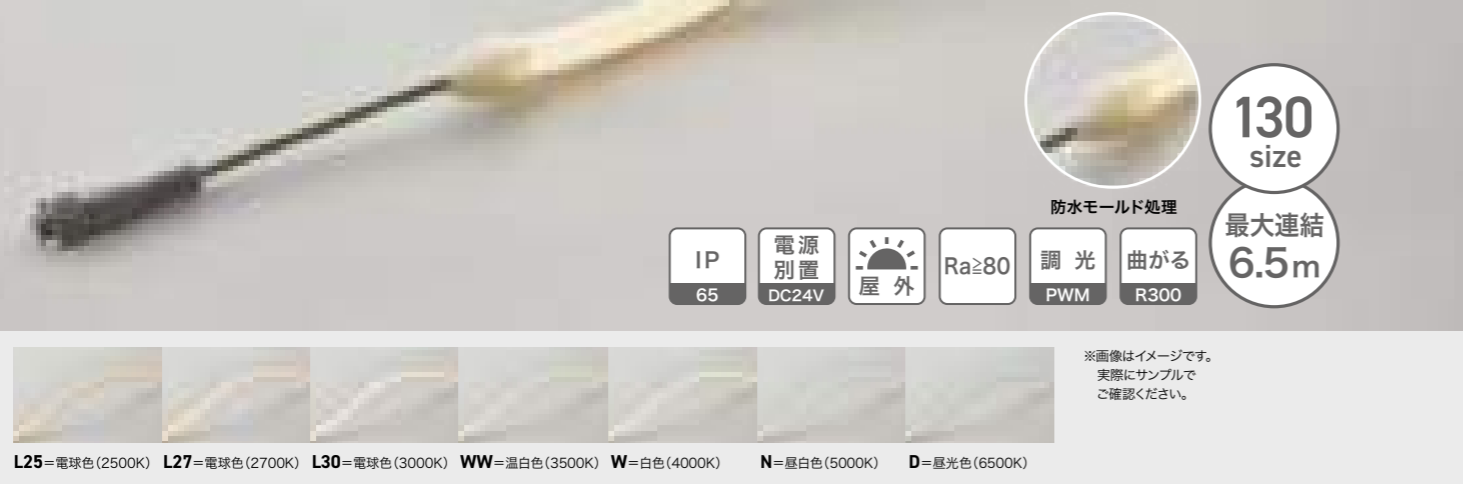 130
size
防水モールド処理
最大連結
6.5m
IP
65
電源
別置
DC24V
屋外
Ra≧80
調光
PWM
曲がる
R300
※画像はイメージです。
実際にサンプルで
ご確認ください。
L25=電球色(2500K) L27=電球色(2700K) L30=電球色(3000K) WW=温白色(3500K) W=白色(4000K) N=昼白色(5000K) D=昼光色(6500K)